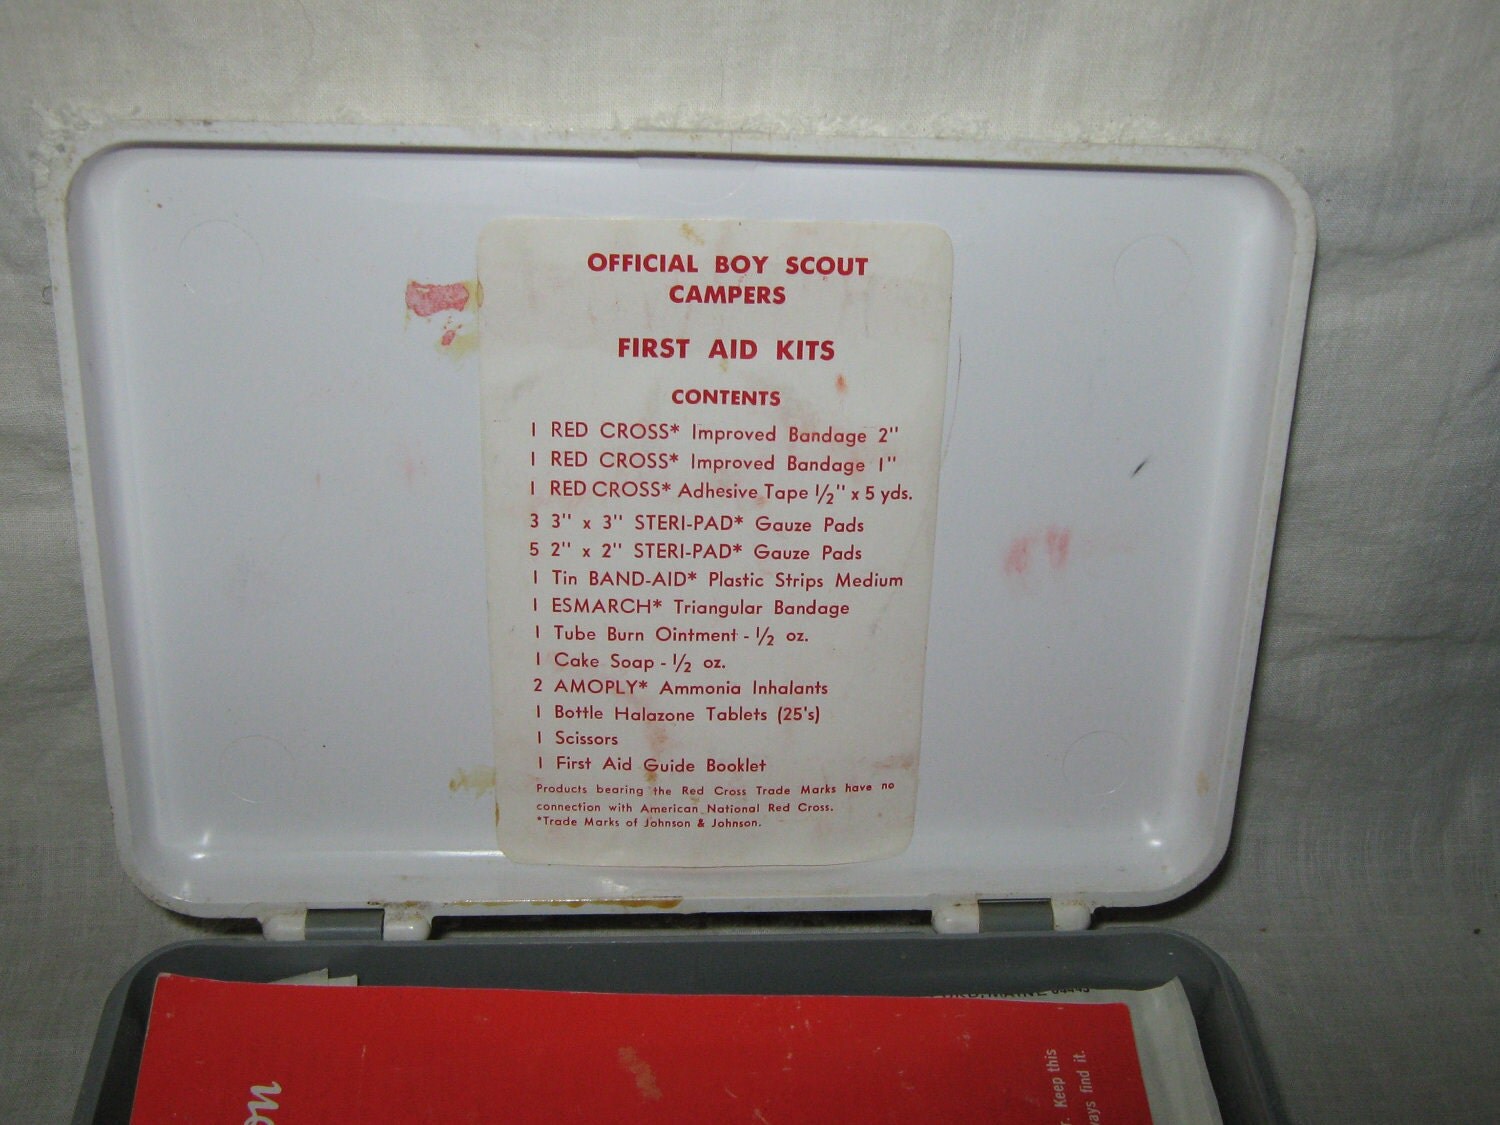 OFFICIAL BOY SCOUT
CAMPERS
FIRST AID KITS
CONTENTS
1 RED CROSS* Improved Bandage 2"
1 RED CROSS* Improved Bandage 1"
1 RED CROSS* Adhesive Tape 1/2" x 5 yds.
3 3" x 3" STERI-PAD* Gauze Pads
5 2" x 2" STERI-PAD* Gauze Pads
1 Tin BAND-AID* Plastic Strips Medium
1 ESMARCH* Triangular Bandage
1 Tube Burn Ointment - 1/2 oz.
1 Cake Soap - 1/2 oz.
2 AMOPLY* Ammonia Inhalants
1 Bottle Halazone Tablets (25's)
1 Scissors
1 First Aid Guide Booklet
Products bearing the Red Cross Trade Marks have no
connection with American National Red Cross.
*Trade Marks of Johnson & Johnson.
MAINE
Keep this
find it.